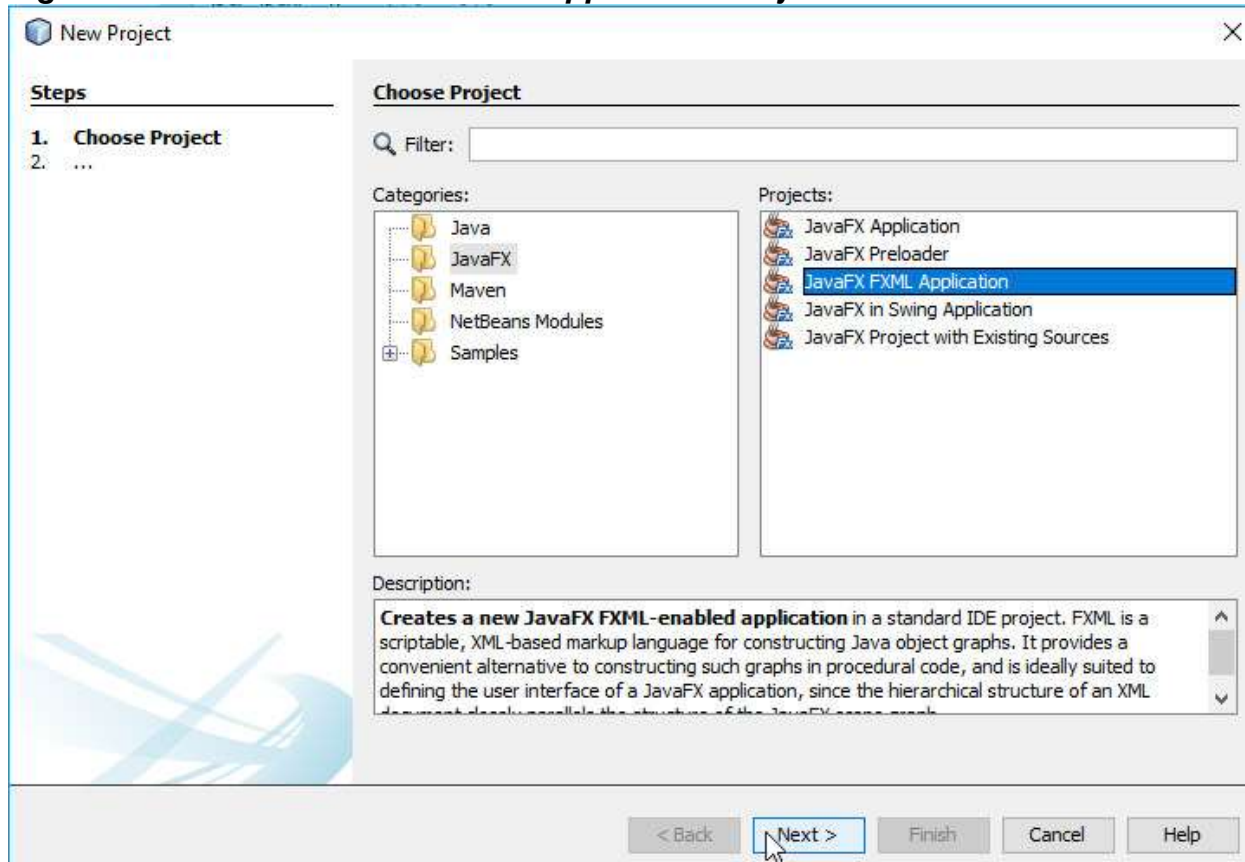 New Project
Steps
Choose Project
1. Choose Project
2. ...
Filter:
Categories:
Projects:
Java
JavaFX
Maven
NetBeans Modules
Samples
JavaFX Application
JavaFX Preloader
JavaFX FXML Application
JavaFX in Swing Application
JavaFX Project with Existing Sources
Description:
Creates a new JavaFX FXML-enabled application in a standard IDE project. FXML is a
scriptable, XML-based markup language for constructing Java object graphs. It provides a
convenient alternative to constructing such graphs in procedural code, and is ideally suited to
defining the user interface of a JavaFX application, since the hierarchical structure of an XML
< Back
Next >
Finish
Cancel
Help